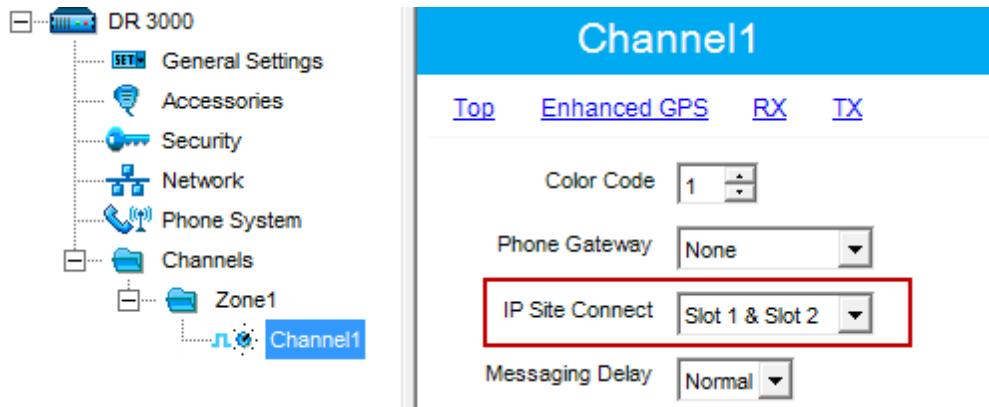 DR 3000
SET
General Settings
Accessories
Security
Network
Phone System
Channels
Zone1
Channel1
Channel1
Top Enhanced GPS RX TX
Color Code 1
Phone Gateway None
IP Site Connect Slot 1 & Slot 2
Messaging Delay Normal